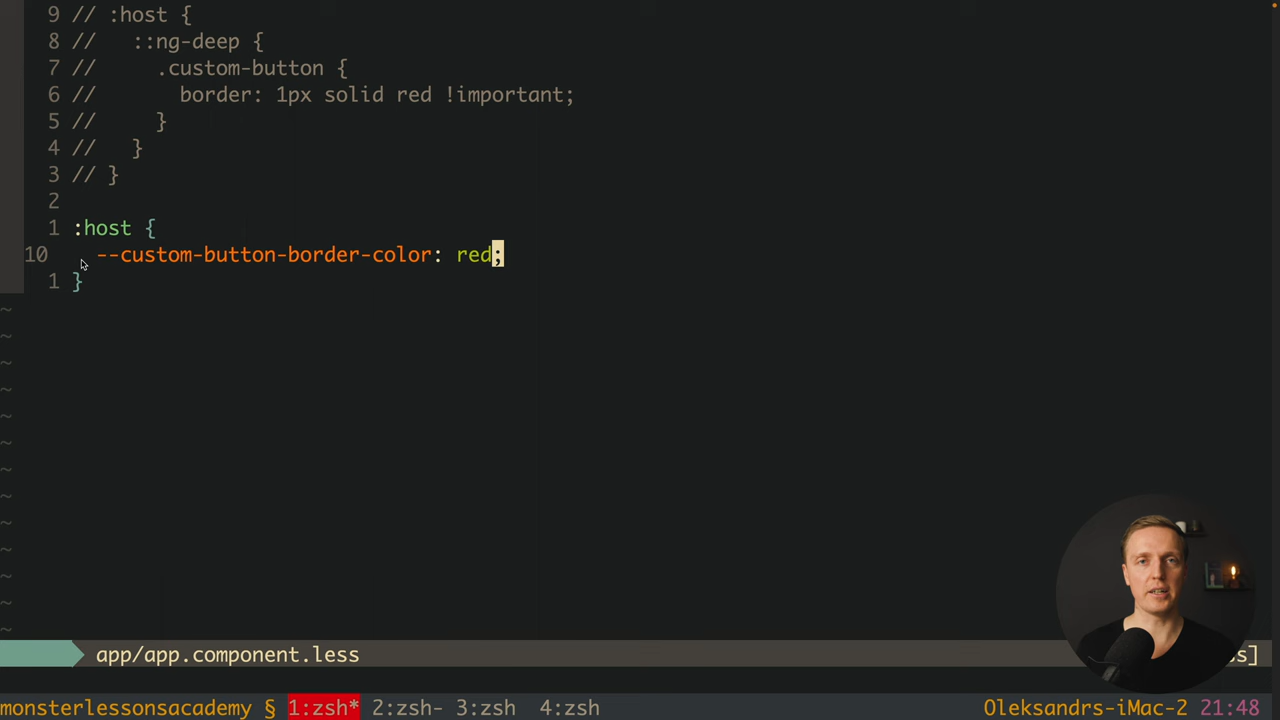 9 // :host {
8 //   ::ng-deep {
7 //     .custom-button {
6 //       border: 1px solid red !important;
5 //     }
4 //   }
3 // }
2
1 :host {
10   --custom-button-border-color: red;
1 }
~
~
~
~
~
~
~
~
~
~
~
~
~
app/app.component.less s]
monsterlessonsacademy § 1:zsh* 2:zsh- 3:zsh 4:zsh Oleksandrs-iMac-2 21:48